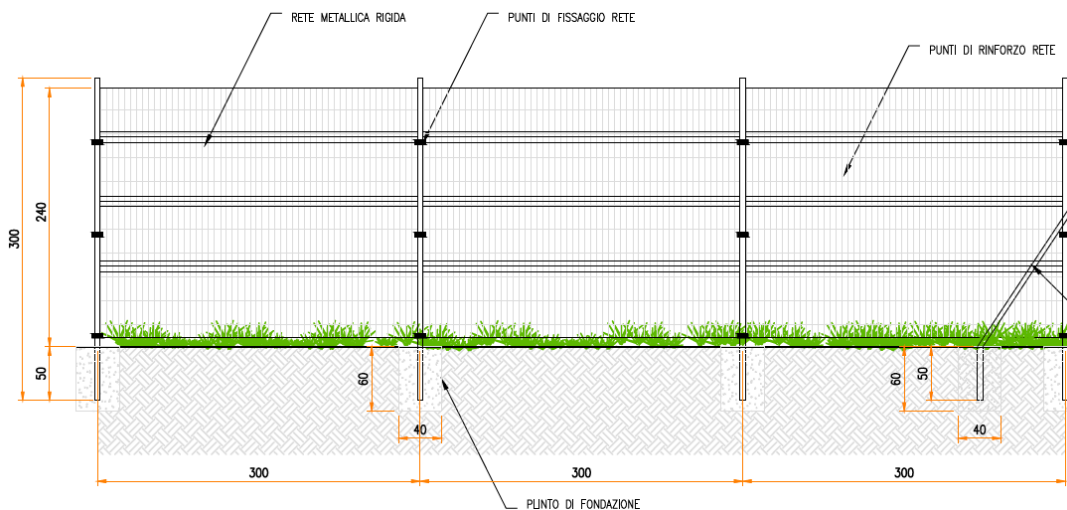 RETE METALLICA RIGIDA
PUNTI DI FISSAGGIO RETE
PUNTI DI RINFORZO RETE
300
240
50
60
40
60
50
40
300
300
300
PLINTO DI FONDAZIONE